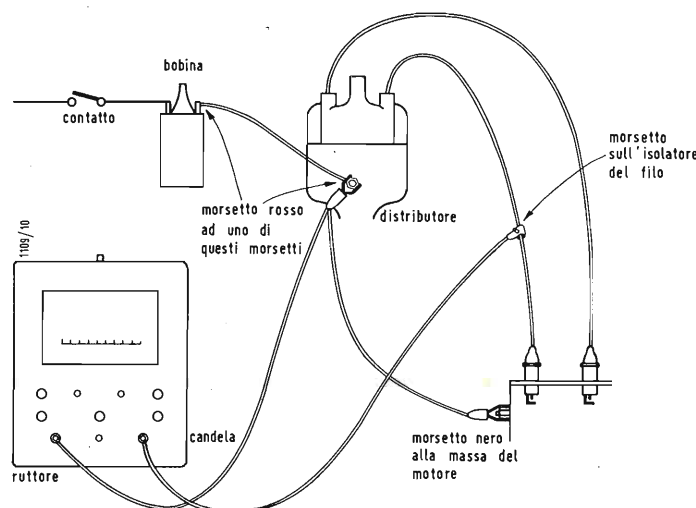 bobina
contatto
morsetto
sull'isolatore
del filo
morsetto rosso
ad uno di
questi morsetti
distributore
1109/10
candela
ruttore
morsetto nero
alla massa del
motore